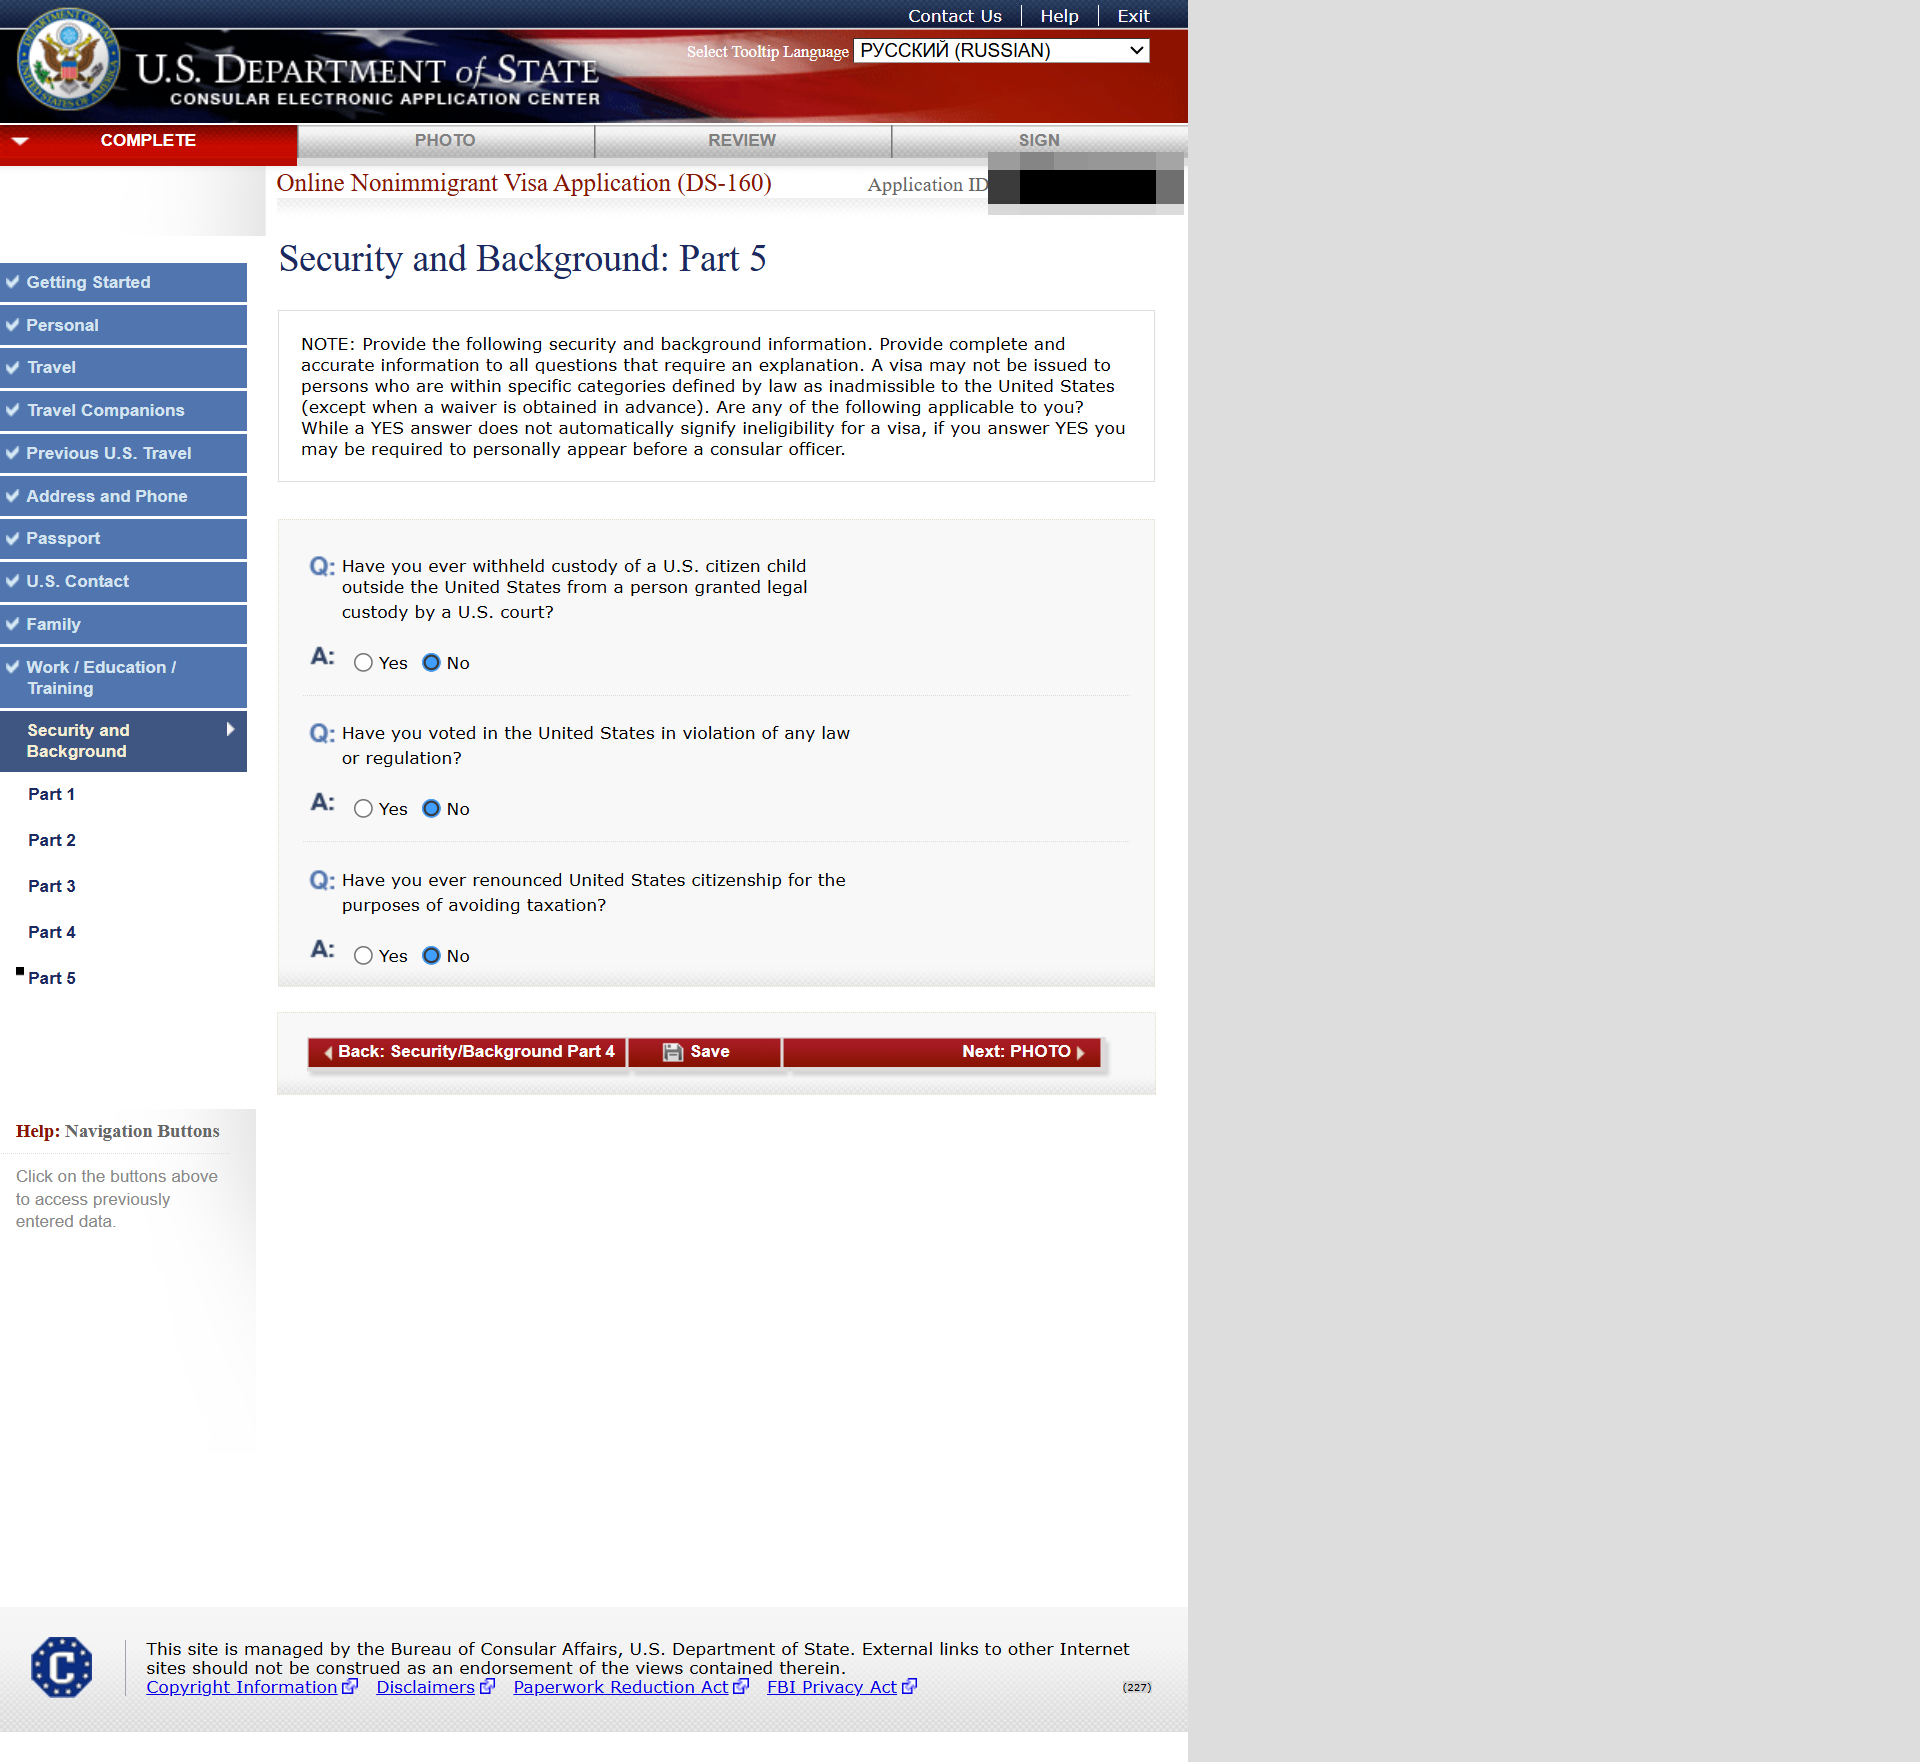 Contact Us
Help
Exit
Select Tooltip Language
РУССКИЙ (RUSSIAN)
U.S. DEPARTMENT of STATE
CONSULAR ELECTRONIC APPLICATION CENTER
COMPLETE
PHOTO
REVIEW
SIGN
Online Nonimmigrant Visa Application (DS-160)
Application ID
Security and Background: Part 5
Getting Started
Personal
Travel
Travel Companions
Previous U.S. Travel
Address and Phone
Passport
U.S. Contact
Family
Work / Education /
Training
Security and
Background
Part 1
Part 2
Part 3
Part 4
Part 5
NOTE: Provide the following security and background information. Provide complete and
accurate information to all questions that require an explanation. A visa may not be issued to
persons who are within specific categories defined by law as inadmissible to the United States
(except when a waiver is obtained in advance). Are any of the following applicable to you?
While a YES answer does not automatically signify ineligibility for a visa, if you answer YES you
may be required to personally appear before a consular officer.
Q: Have you ever withheld custody of a U.S. citizen child
outside the United States from a person granted legal
custody by a U.S. court?
A: Yes No
Q: Have you voted in the United States in violation of any law
or regulation?
A: Yes No
Q: Have you ever renounced United States citizenship for the
purposes of avoiding taxation?
A: Yes No
Back: Security/Background Part 4
Save
Next: PHOTO
Help: Navigation Buttons
Click on the buttons above
to access previously
entered data.
This site is managed by the Bureau of Consular Affairs, U.S. Department of State. External links to other Internet
sites should not be construed as an endorsement of the views contained therein.
Copyright Information Disclaimers Paperwork Reduction Act FBI Privacy Act
(227)